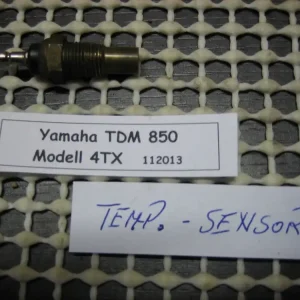 Yamaha TDM 850
Modell 4TX 112013
TEMP. - SENSOR